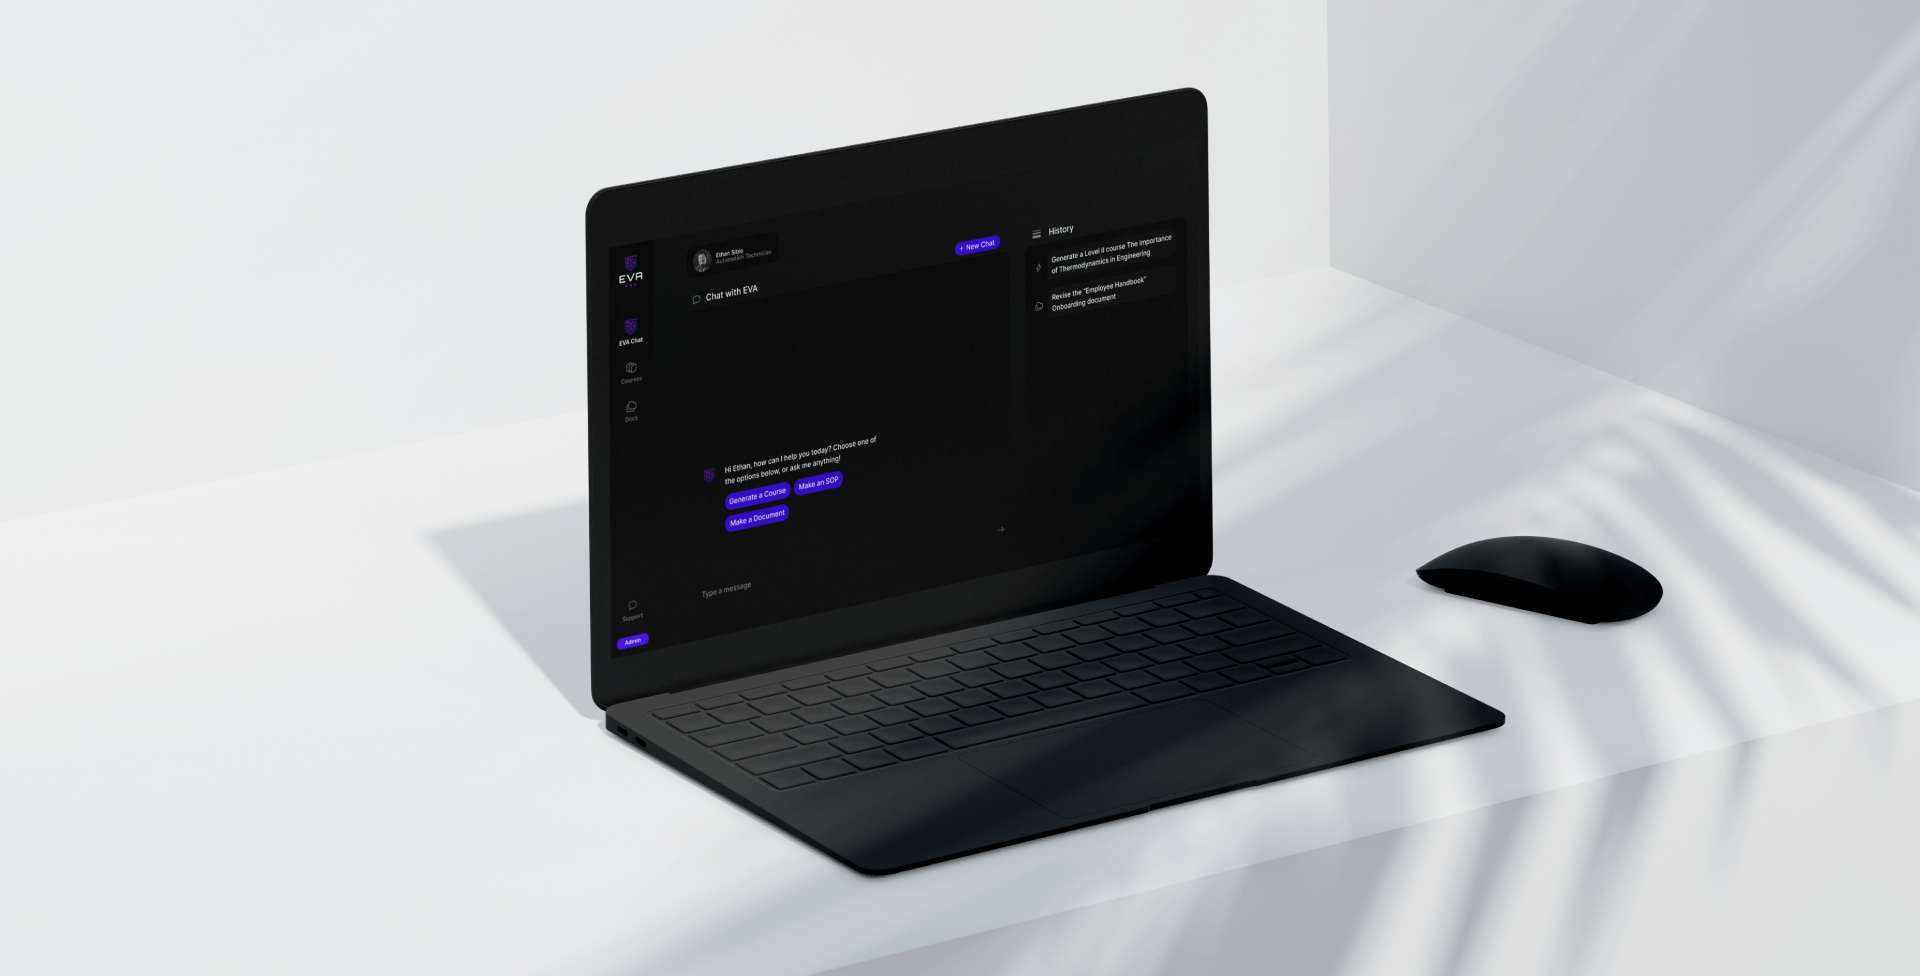 EVA
PRO
EVA Chat
Courses
Docs
Support
Admin
Ethan Sibio
Automation Technician
+ New Chat
Chat with EVA
Hi Ethan, how can I help you today? Choose one of
the options below, or ask me anything!
Generate a Course
Make an SOP
Make a Document
Type a message
History
Generate a Level II course The Importance
of Thermodynamics in Engineering
Revise the "Employee Handbook"
Onboarding document